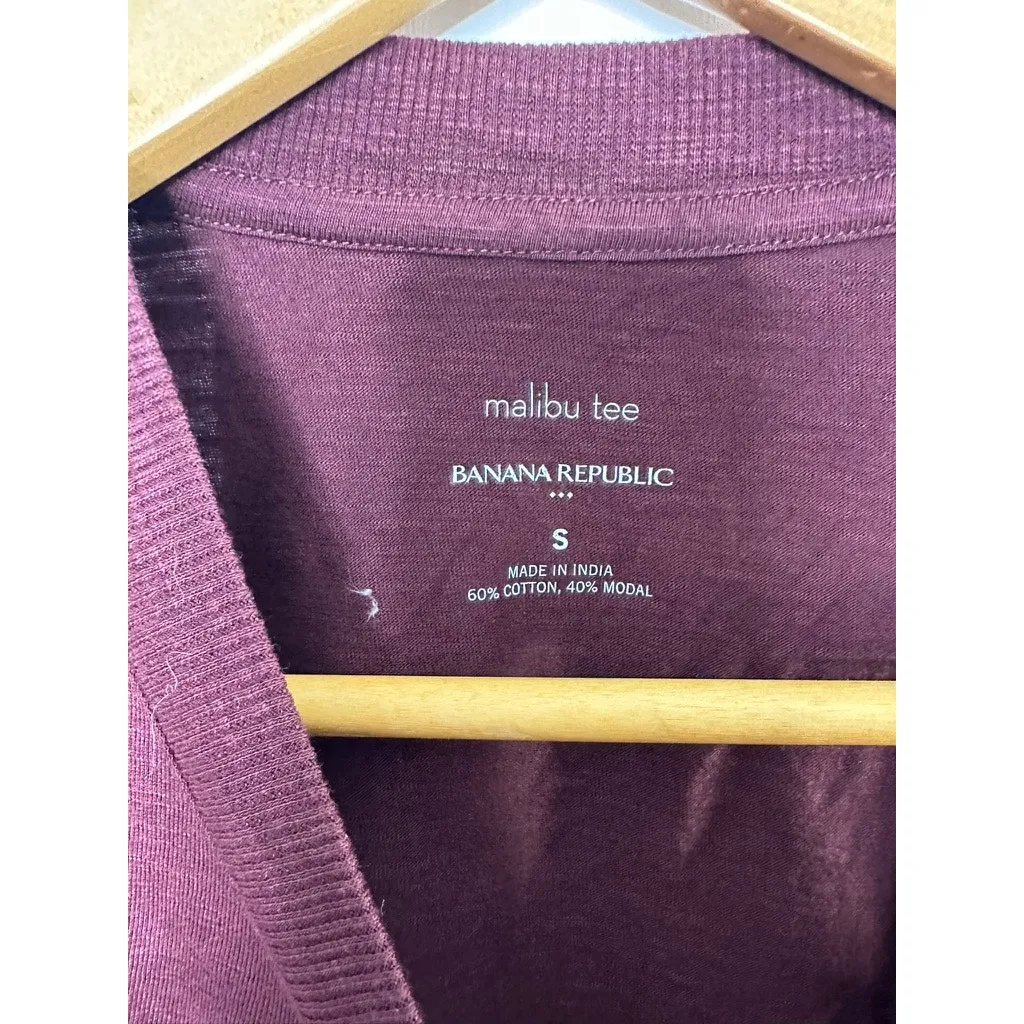 malibu tee
BANANA REPUBLIC
S
MADE IN INDIA
60% COTTON, 40% MODAL